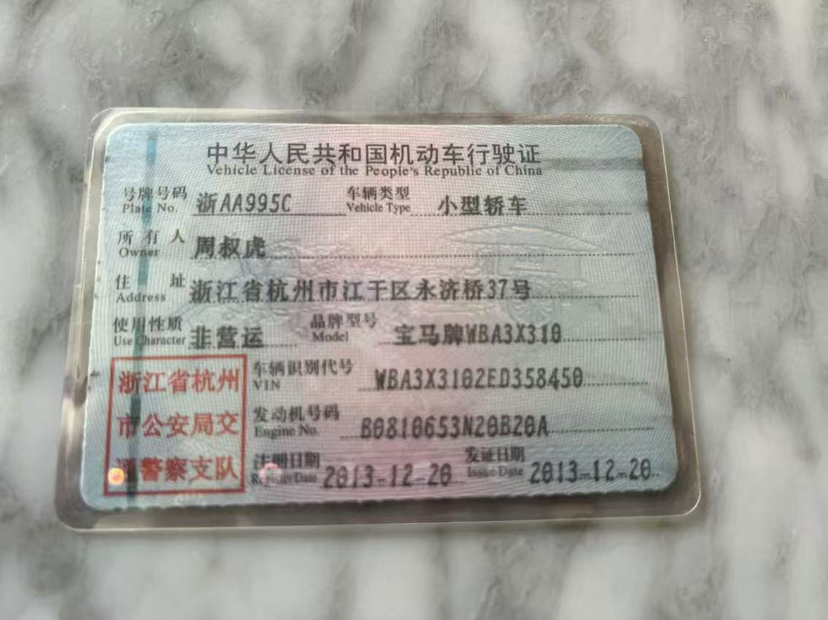 中华人民共和国机动车行驶证
Vehicle License of the People's Republic of China
号牌号码 浙AA995C 车辆类型 小型轿车
Plate No. Vehicle Type
所有人 周叔虎
Owner
住址 浙江省杭州市江干区永济桥37号
Address
使用性质 非营运 品牌型号 宝马牌WBA3X310
Use Character Model
浙江省杭州
市公安局交
通警察支队
车辆识别代号 WBA3X3102ED358450
VIN
发动机号码 B0810653N20B20A
Engine No.
注册日期 2013-12-20 发证日期 2013-12-20
Register Date Issue Date